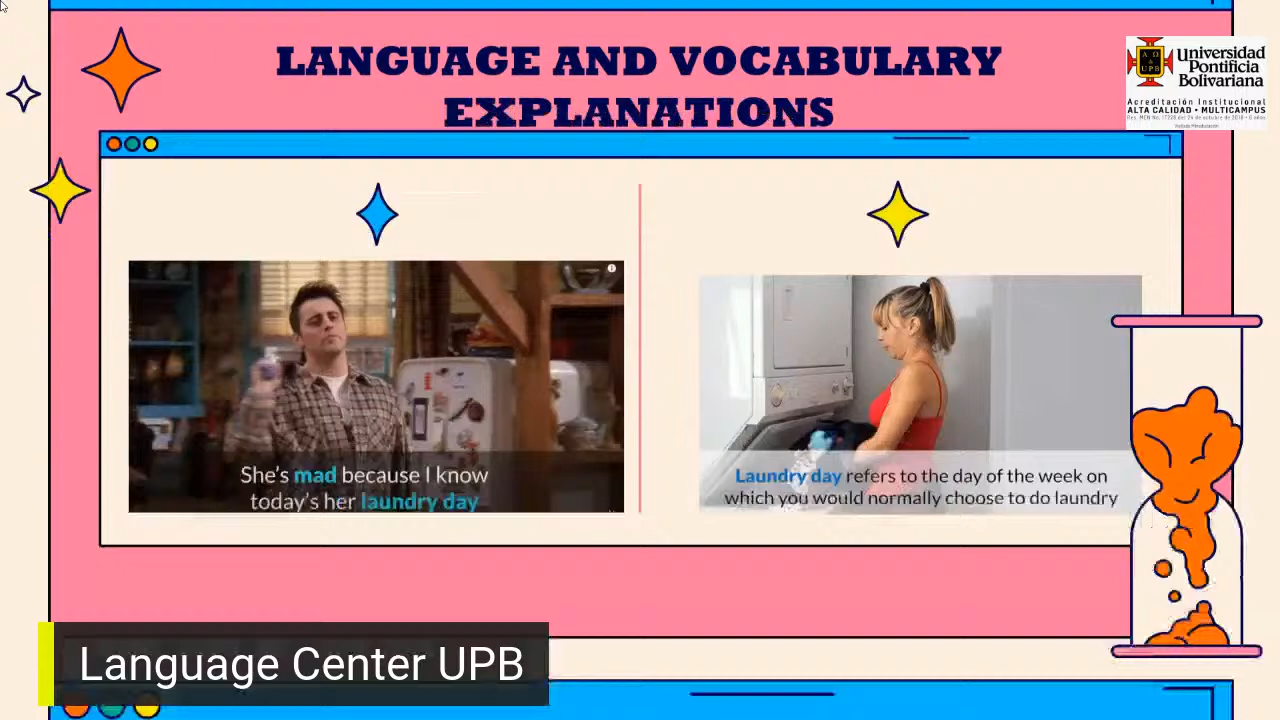 LANGUAGE AND VOCABULARY
EXPLANATIONS
Universidad
Pontificia
Bolivariana
Acreditación Institucional
ALTA CALIDAD • MULTICAMPUS
She's mad because I know
today's her laundry day
Laundry day refers to the day of the week on
which you would normally choose to do laundry
Language Center UPB